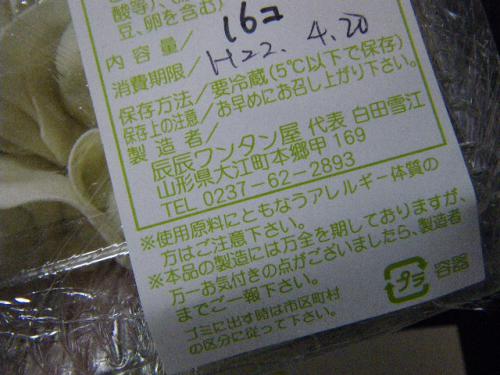 酸等)、
豆、卵を含む)
内容量／ 16コ
消費期限／ H22. 4.20
保存方法／要冷蔵(5℃以下で保存)
保存上の注意／お早めにお召し上り下さい。
製造者／
辰辰ワンタン屋 代表 白田雪江
山形県大江町本郷甲169
TEL 0237-62-2893
※使用原料にともなうアレルギー体質の
方はご注意下さい。
※本品の製造には万全を期しておりますが、
万一お気付きの点がございましたら、製造者
までご一報下さい。
ゴミに出す時は市区町村
の区分に従って下さい。
プラ 容器